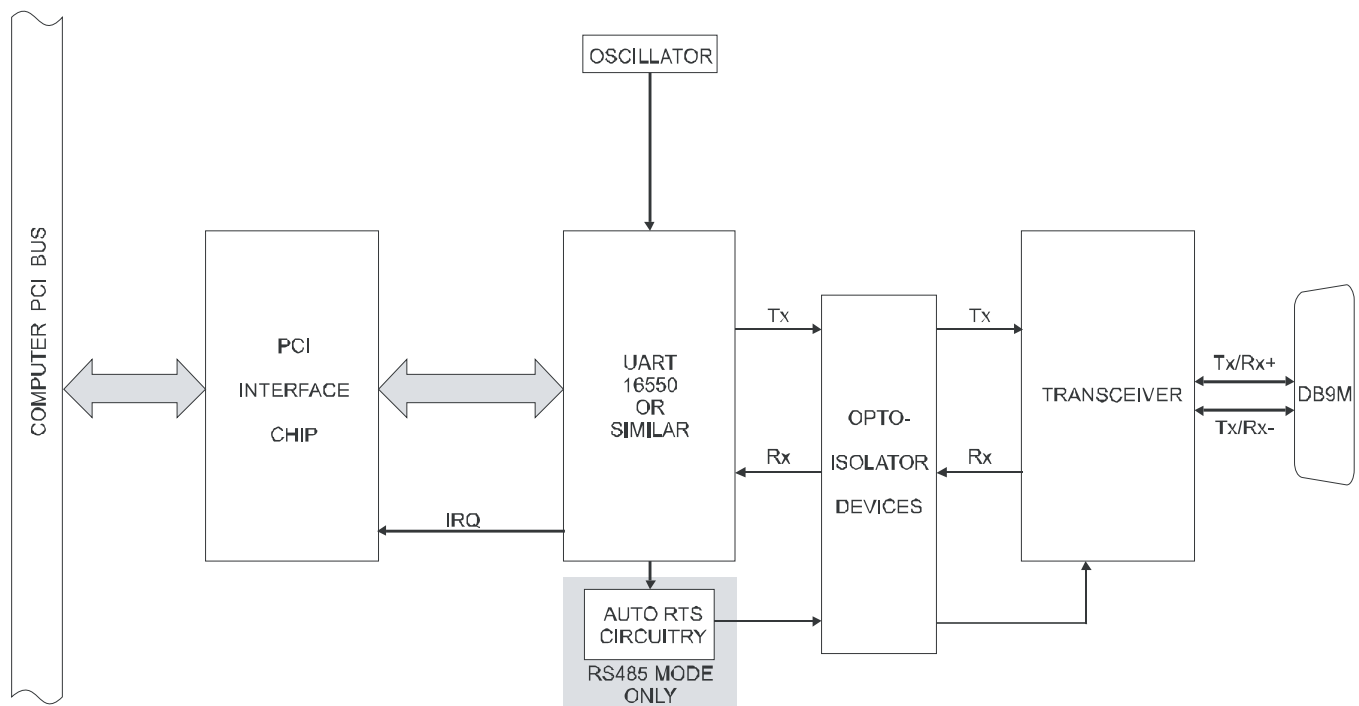 OSCILLATOR
COMPUTER PCI BUS
PCI
INTERFACE
CHIP
IRQ
UART
16550
OR
SIMILAR
Tx
Rx
OPTO-
ISOLATOR
DEVICES
Tx
Rx
TRANSCEIVER
Tx/Rx+
Tx/Rx-
DB9M
AUTO RTS
CIRCUITRY
RS485 MODE
ONLY